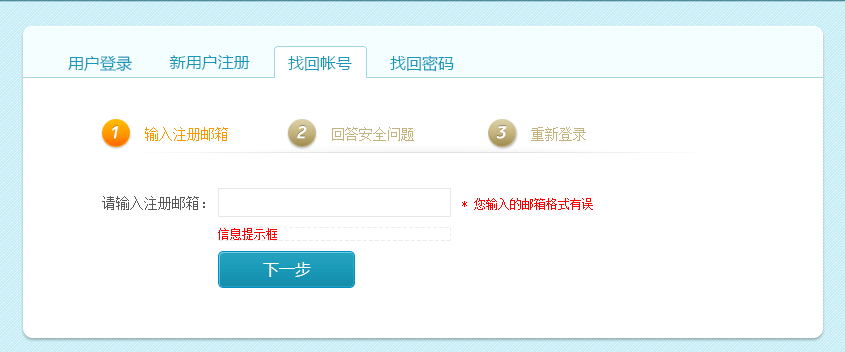 用户登录 新用户注册 找回帐号 找回密码
1 输入注册邮箱 2 回答安全问题 3 重新登录
请输入注册邮箱： * 您输入的邮箱格式有误
信息提示框
下一步